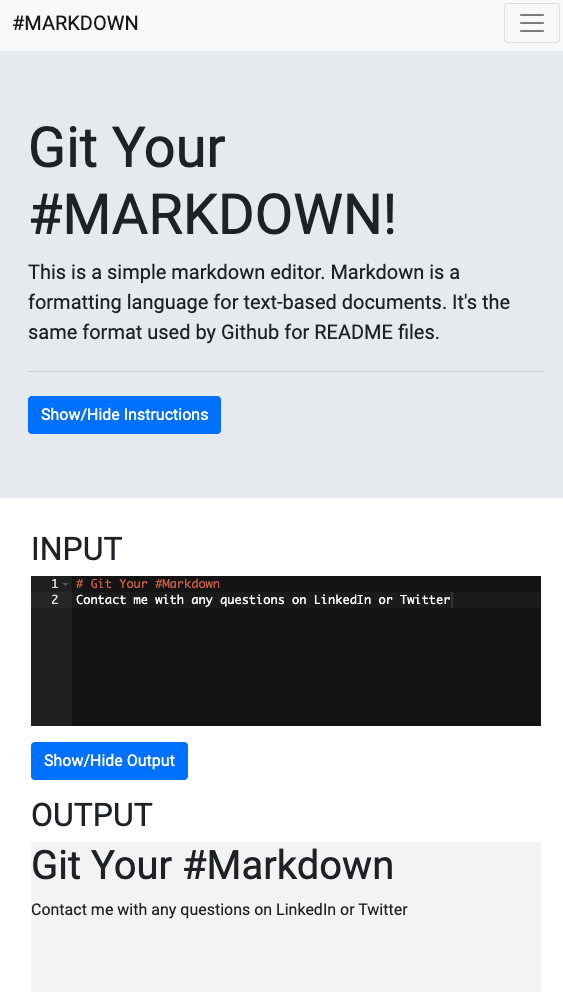 #MARKDOWN
Git Your
#MARKDOWN!
This is a simple markdown editor. Markdown is a
formatting language for text-based documents. It's the
same format used by Github for README files.
Show/Hide Instructions
INPUT
1 # Git Your #Markdown
2 Contact me with any questions on LinkedIn or Twitter
Show/Hide Output
OUTPUT
Git Your #Markdown
Contact me with any questions on LinkedIn or Twitter